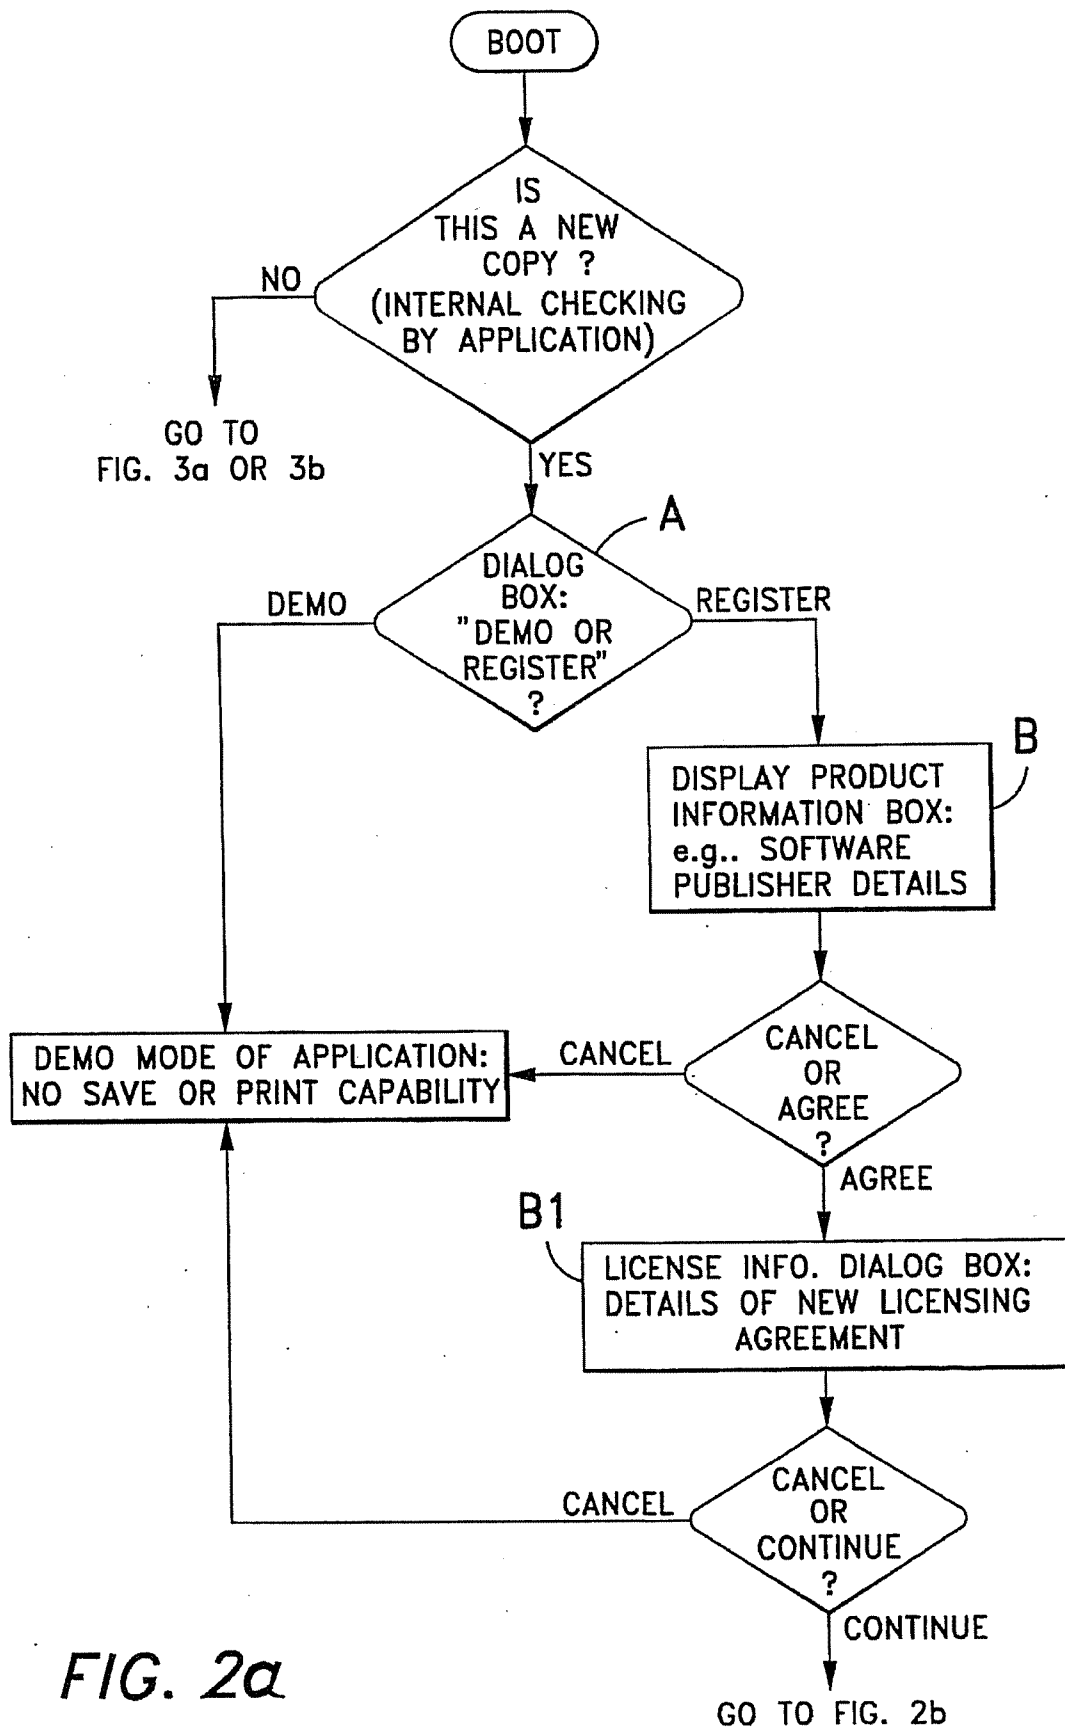 BOOT
IS
THIS A NEW
COPY ?
(INTERNAL CHECKING
BY APPLICATION)
NO
GO TO
FIG. 3a OR 3b
YES
A
DIALOG
BOX:
"DEMO OR
REGISTER"
?
DEMO
REGISTER
B
DISPLAY PRODUCT
INFORMATION BOX:
e.g.. SOFTWARE
PUBLISHER DETAILS
DEMO MODE OF APPLICATION:
NO SAVE OR PRINT CAPABILITY
CANCEL
CANCEL
OR
AGREE
?
AGREE
B1
LICENSE INFO. DIALOG BOX:
DETAILS OF NEW LICENSING
AGREEMENT
CANCEL
CANCEL
OR
CONTINUE
?
CONTINUE
GO TO FIG. 2b
FIG. 2a